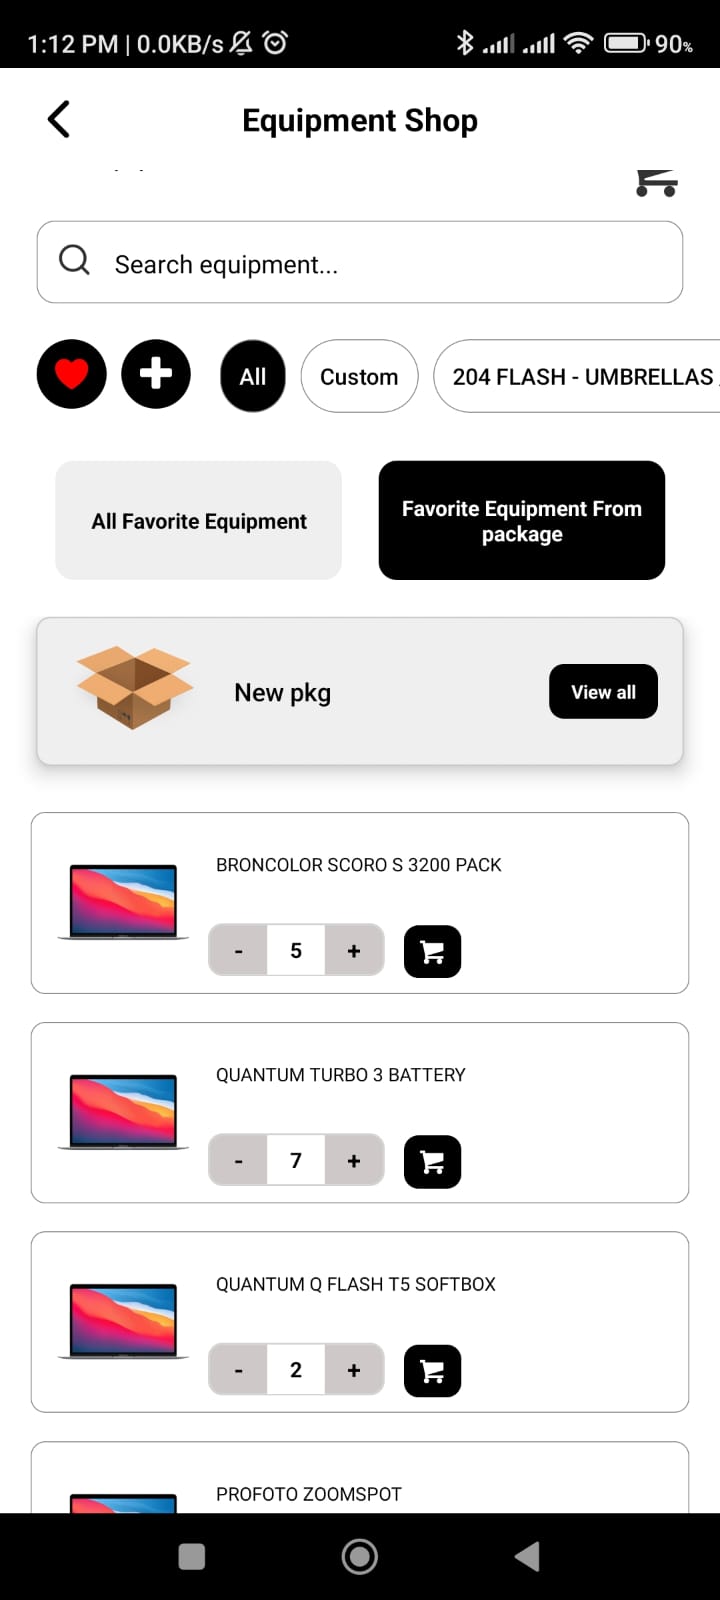 1:12 PM | 0.0KB/s
90%
Equipment Shop
Search equipment...
All
Custom
204 FLASH - UMBRELLAS
All Favorite Equipment
Favorite Equipment From
package
New pkg
View all
BRONCOLOR SCORO S 3200 PACK
- 5 +
QUANTUM TURBO 3 BATTERY
- 7 +
QUANTUM Q FLASH T5 SOFTBOX
- 2 +
PROFOTO ZOOMSPOT